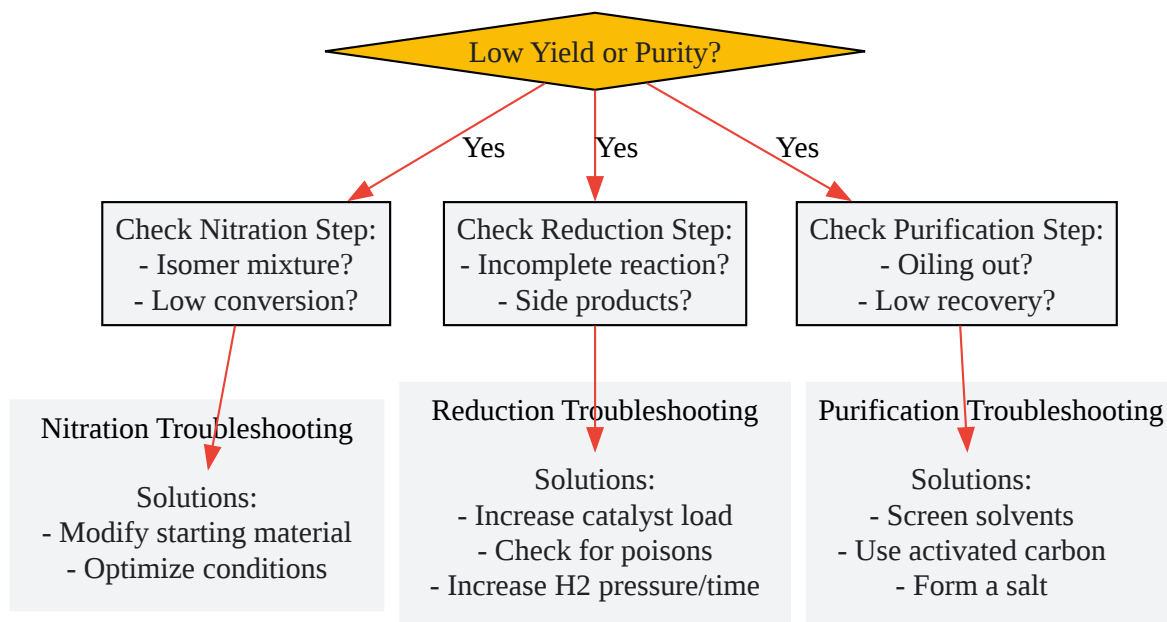 Low Yield or Purity?
Yes
Yes
Yes
Check Nitration Step:
- Isomer mixture?
- Low conversion?
Check Reduction Step:
- Incomplete reaction?
- Side products?
Check Purification Step:
- Oiling out?
- Low recovery?
Nitration Troubleshooting
Solutions:
- Modify starting material
- Optimize conditions
Reduction Troubleshooting
Solutions:
- Increase catalyst load
- Check for poisons
- Increase H2 pressure/time
Purification Troubleshooting
Solutions:
- Screen solvents
- Use activated carbon
- Form a salt